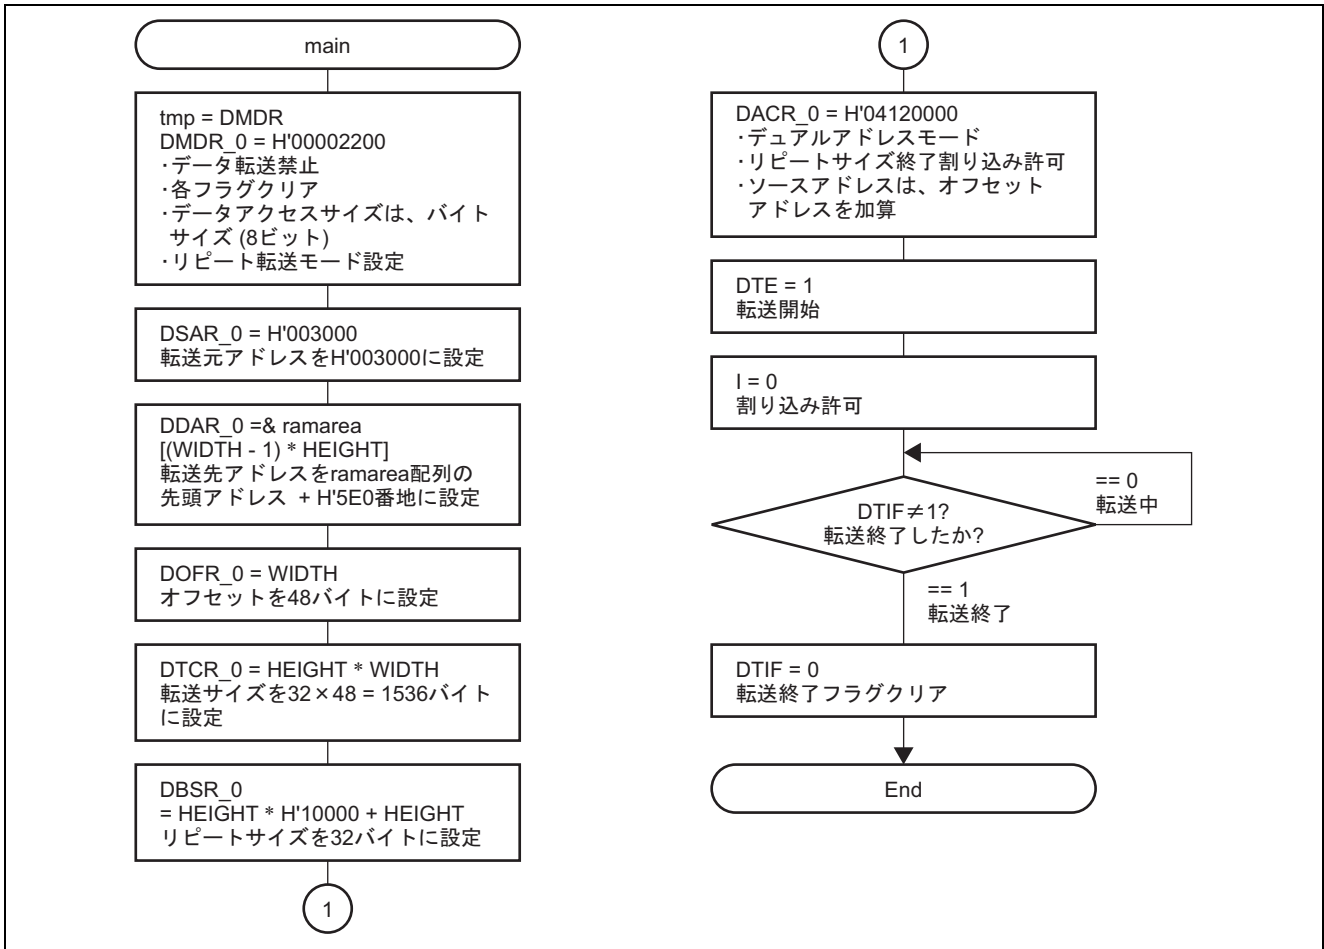 main
tmp = DMDR
DMDR_0 = H'00002200
・データ転送禁止
・各フラグクリア
・データアクセスサイズは、バイト
サイズ (8ビット)
・リピート転送モード設定
DSAR_0 = H'003000
転送元アドレスをH'003000に設定
DDAR_0 =& ramarea
[(WIDTH - 1) * HEIGHT]
転送先アドレスをramarea配列の
先頭アドレス + H'5E0番地に設定
DOFR_0 = WIDTH
オフセットを48バイトに設定
DTCR_0 = HEIGHT * WIDTH
転送サイズを32×48 = 1536バイト
に設定
DBSR_0
= HEIGHT * H'10000 + HEIGHT
リピートサイズを32バイトに設定
1
1
DACR_0 = H'04120000
・デュアルアドレスモード
・リピートサイズ終了割り込み許可
・ソースアドレスは、オフセット
アドレスを加算
DTE = 1
転送開始
I = 0
割り込み許可
== 0
転送中
DTIF≠1?
転送終了したか?
== 1
転送終了
DTIF = 0
転送終了フラグクリア
End